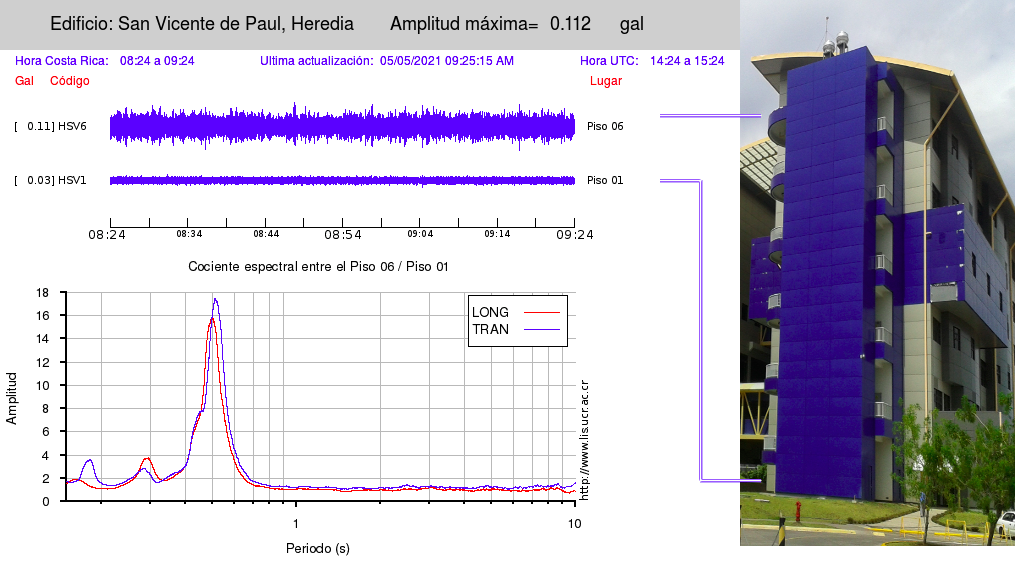 Edificio: San Vicente de Paul, Heredia Amplitud máxima= 0.112 gal
Hora Costa Rica: 08:24 a 09:24 Ultima actualización: 05/05/2021 09:25:15 AM Hora UTC: 14:24 a 15:24
Gal Código Lugar
[ 0.11] HSV6 Piso 06
[ 0.03] HSV1 Piso 01
08:24 08:34 08:44 08:54 09:04 09:14 09:24
Cociente espectral entre el Piso 06 / Piso 01
18
16
14
12
10
8
6
4
2
0
Amplitud
LONG
TRAN
1 10
Periodo (s)
http://www.lis.ucr.ac.cr